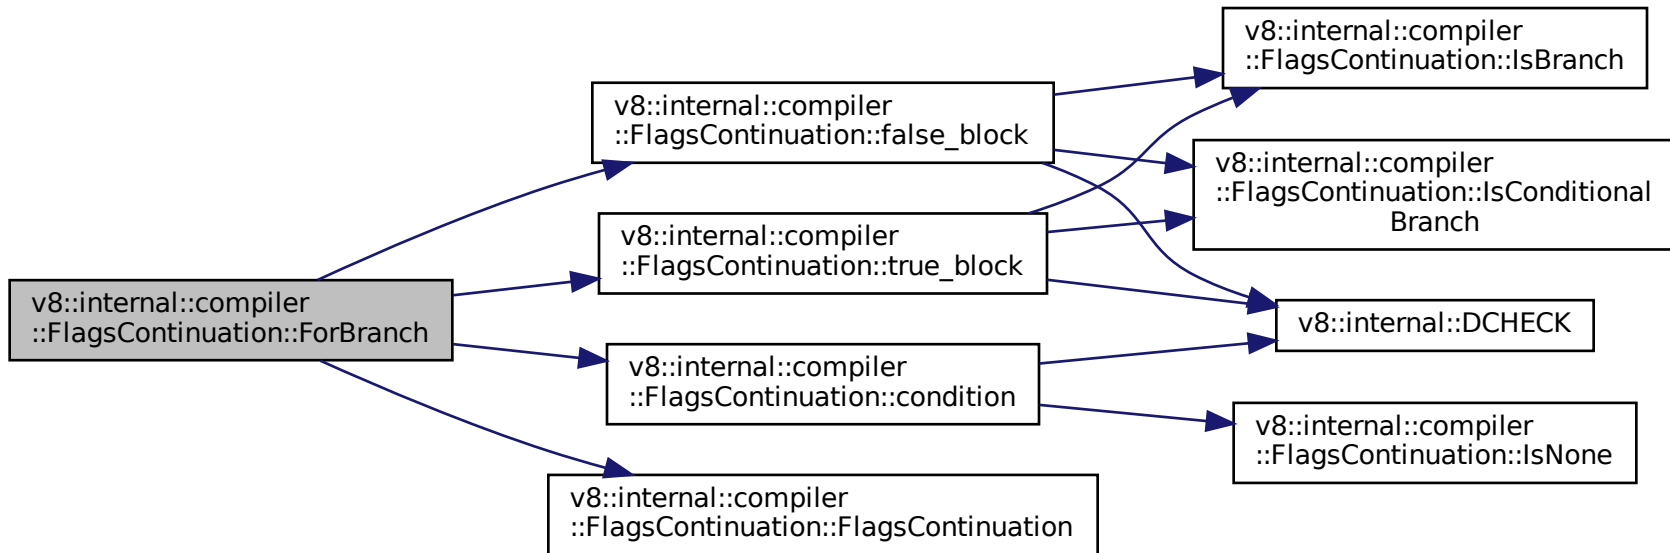 v8::internal::compiler
::FlagsContinuation::ForBranch
v8::internal::compiler
::FlagsContinuation::false_block
v8::internal::compiler
::FlagsContinuation::true_block
v8::internal::compiler
::FlagsContinuation::condition
v8::internal::compiler
::FlagsContinuation::FlagsContinuation
v8::internal::compiler
::FlagsContinuation::IsBranch
v8::internal::compiler
::FlagsContinuation::IsConditional
Branch
v8::internal::DCHECK
v8::internal::compiler
::FlagsContinuation::IsNone